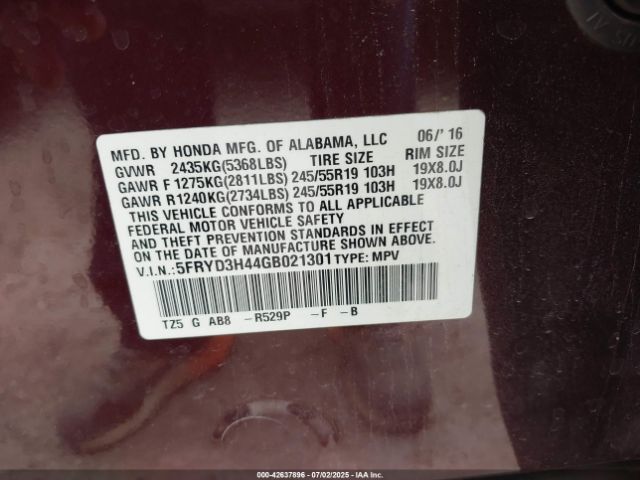 MFD. BY HONDA MFG. OF ALABAMA, LLC 06/' 16
GVWR 2435KG(5368LBS) TIRE SIZE RIM SIZE
GAWR F 1275KG(2811LBS) 245/55R19 103H 19X8.0J
GAWR R1240KG(2734LBS) 245/55R19 103H 19X8.0J
THIS VEHICLE CONFORMS TO ALL APPLICABLE
FEDERAL MOTOR VEHICLE SAFETY
AND THEFT PREVENTION STANDARDS IN EFFECT
ON THE DATE OF MANUFACTURE SHOWN ABOVE.
V.I.N.:5FRYD3H44GB021301 TYPE: MPV
TZ5 G AB8 -R529P -F -B
000-42637896 - 07/02/2025 - IAAI.CA